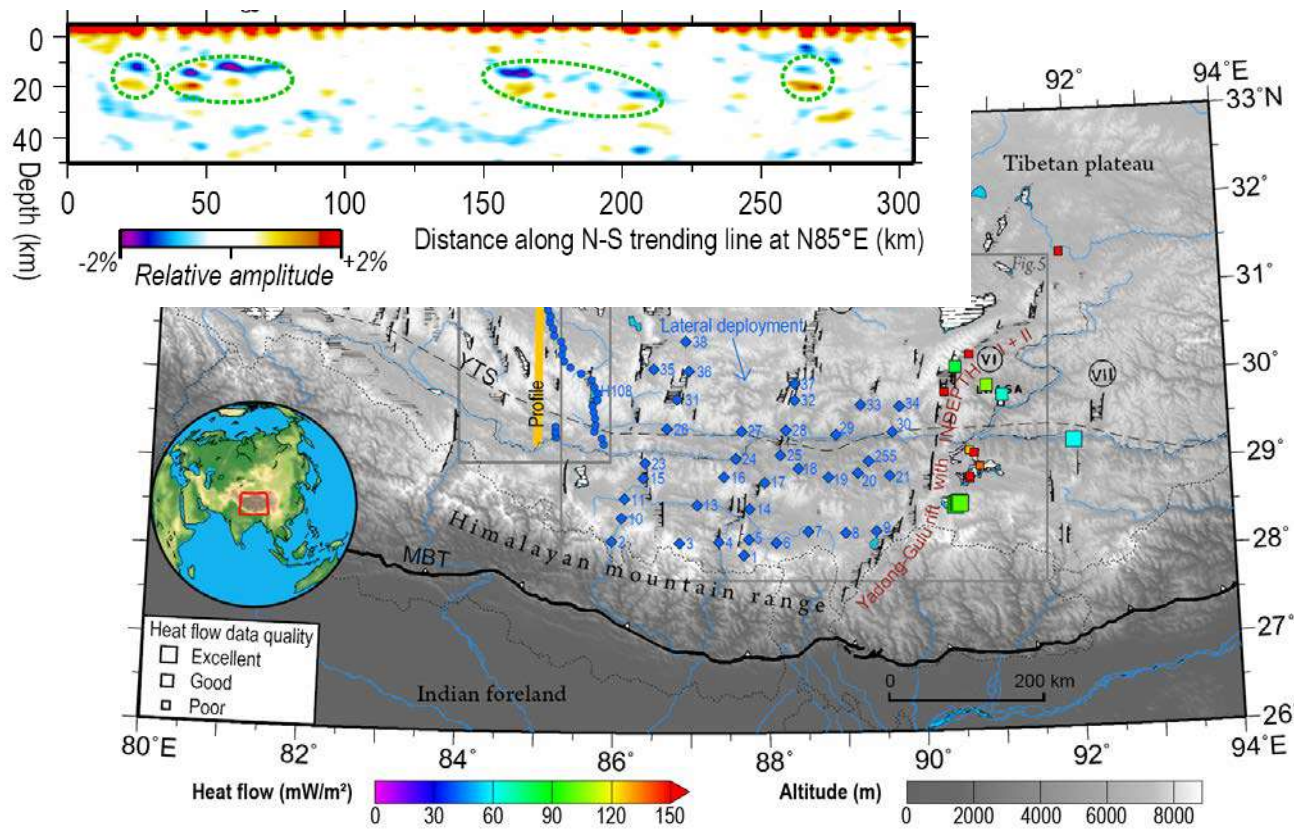 0
20
40
Depth (km)
0 50 100 150 200 250 300
-2% +2%
Relative amplitude
Distance along N-S trending line at N85°E (km)
92° 94°E
33°N
32°
31°
30°
29°
28°
27°
26°
Tibetan plateau
Fig.5
Lateral deployment
38
35 36
37
31 32
33 34
26 27 28 29 30
H108
YTS
Profile
VI
VII
Yadong-Gulu rift with INDEPTH I + II
24 25 255
23
15 16 17 18 19 20 21
11 13 14
10
2 3 4 5 6 7 8 9
1
Himalayan mountain range
MBT
Heat flow data quality
Excellent
Good
Poor
Indian foreland
0 200 km
80°E 82° 84° 86° 88° 90° 92° 94°E
Heat flow (mW/m²)
0 30 60 90 120 150
Altitude (m)
0 2000 4000 6000 8000